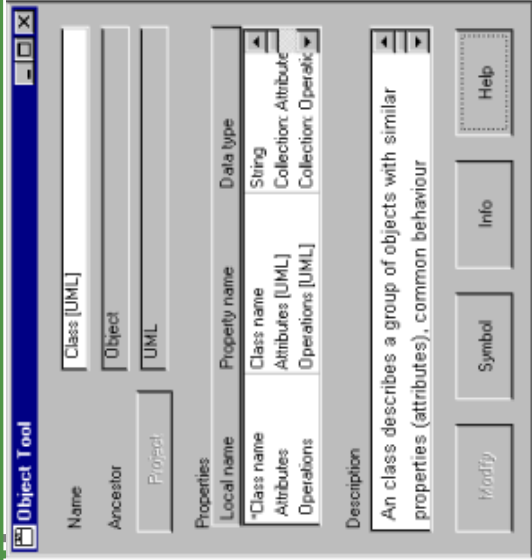 Object Tool
Name Class [UML]
Ancestor Object
Project UML
Properties
Local name Property name Data type
*Class name Class name String
Attributes Attributes [UML] Collection: Attribute
Operations Operations [UML] Collection: Operatic
Description
An class describes a group of objects with similar
properties (attributes), common behaviour
Modify Symbol Info Help